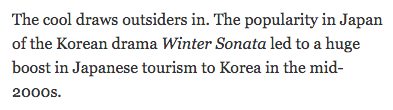 The cool draws outsiders in. The popularity in Japan
of the Korean drama Winter Sonata led to a huge
boost in Japanese tourism to Korea in the mid-
2000s.